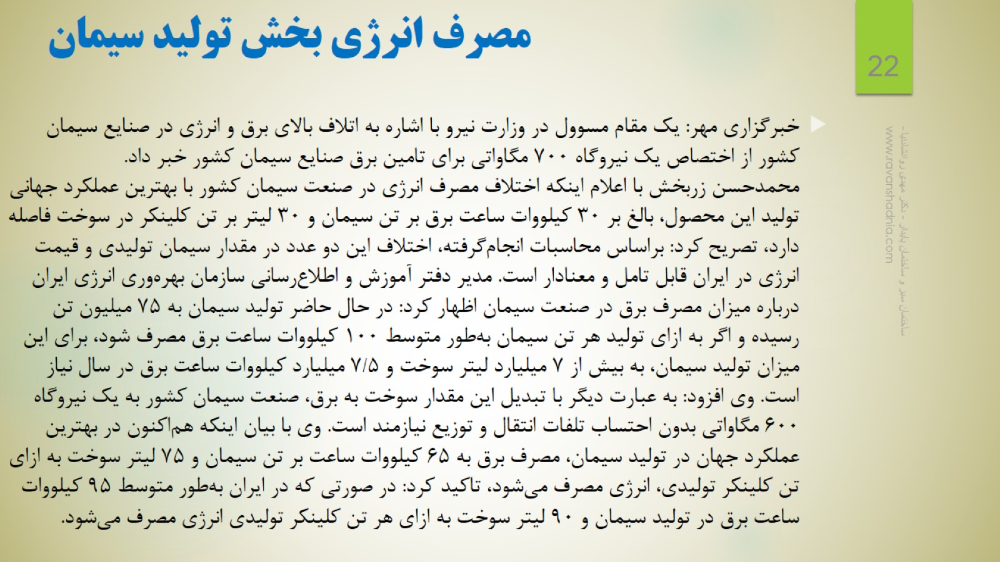 مصرف انرژی بخش تولید سیمان
22
خبرگزاری مهر: یک مقام مسوول در وزارت نیرو با اشاره به اتلاف بالای برق و انرژی در صنایع سیمان
کشور از اختصاص یک نیروگاه ۷۰۰ مگاواتی برای تامین برق صنایع سیمان کشور خبر داد.
محمدحسن زربخش با اعلام اینکه اختلاف مصرف انرژی در صنعت سیمان کشور با بهترین عملکرد جهانی
تولید این محصول، بالغ بر ۳۰ کیلووات ساعت برق بر تن سیمان و ۳۰ لیتر بر تن کلینکر در سوخت فاصله
دارد، تصریح کرد: براساس محاسبات انجام‌گرفته، اختلاف این دو عدد در مقدار سیمان تولیدی و قیمت
انرژی در ایران قابل تامل و معنادار است. مدیر دفتر آموزش و اطلاع‌رسانی سازمان بهره‌وری انرژی ایران
درباره میزان مصرف برق در صنعت سیمان اظهار کرد: در حال حاضر تولید سیمان به ۷۵ میلیون تن
رسیده و اگر به ازای تولید هر تن سیمان به‌طور متوسط ۱۰۰ کیلووات ساعت برق مصرف شود، برای این
میزان تولید سیمان، به بیش از ۷ میلیارد لیتر سوخت و ۷/۵ میلیارد کیلووات ساعت برق در سال نیاز
است. وی افزود: به عبارت دیگر با تبدیل این مقدار سوخت به برق، صنعت سیمان کشور به یک نیروگاه
۶۰۰ مگاواتی بدون احتساب تلفات انتقال و توزیع نیازمند است. وی با بیان اینکه هم‌اکنون در بهترین
عملکرد جهان در تولید سیمان، مصرف برق به ۶۵ کیلووات ساعت بر تن سیمان و ۷۵ لیتر سوخت به ازای
تن کلینکر تولیدی، انرژی مصرف می‌شود، تاکید کرد: در صورتی که در ایران به‌طور متوسط ۹۵ کیلووات
ساعت برق در تولید سیمان و ۹۰ لیتر سوخت به ازای هر تن کلینکر تولیدی انرژی مصرف می‌شود.
ساختمان سبز و ساختمان پایدار - دکتر مهدی روانشادنیا -
www.ravanshadnia.com